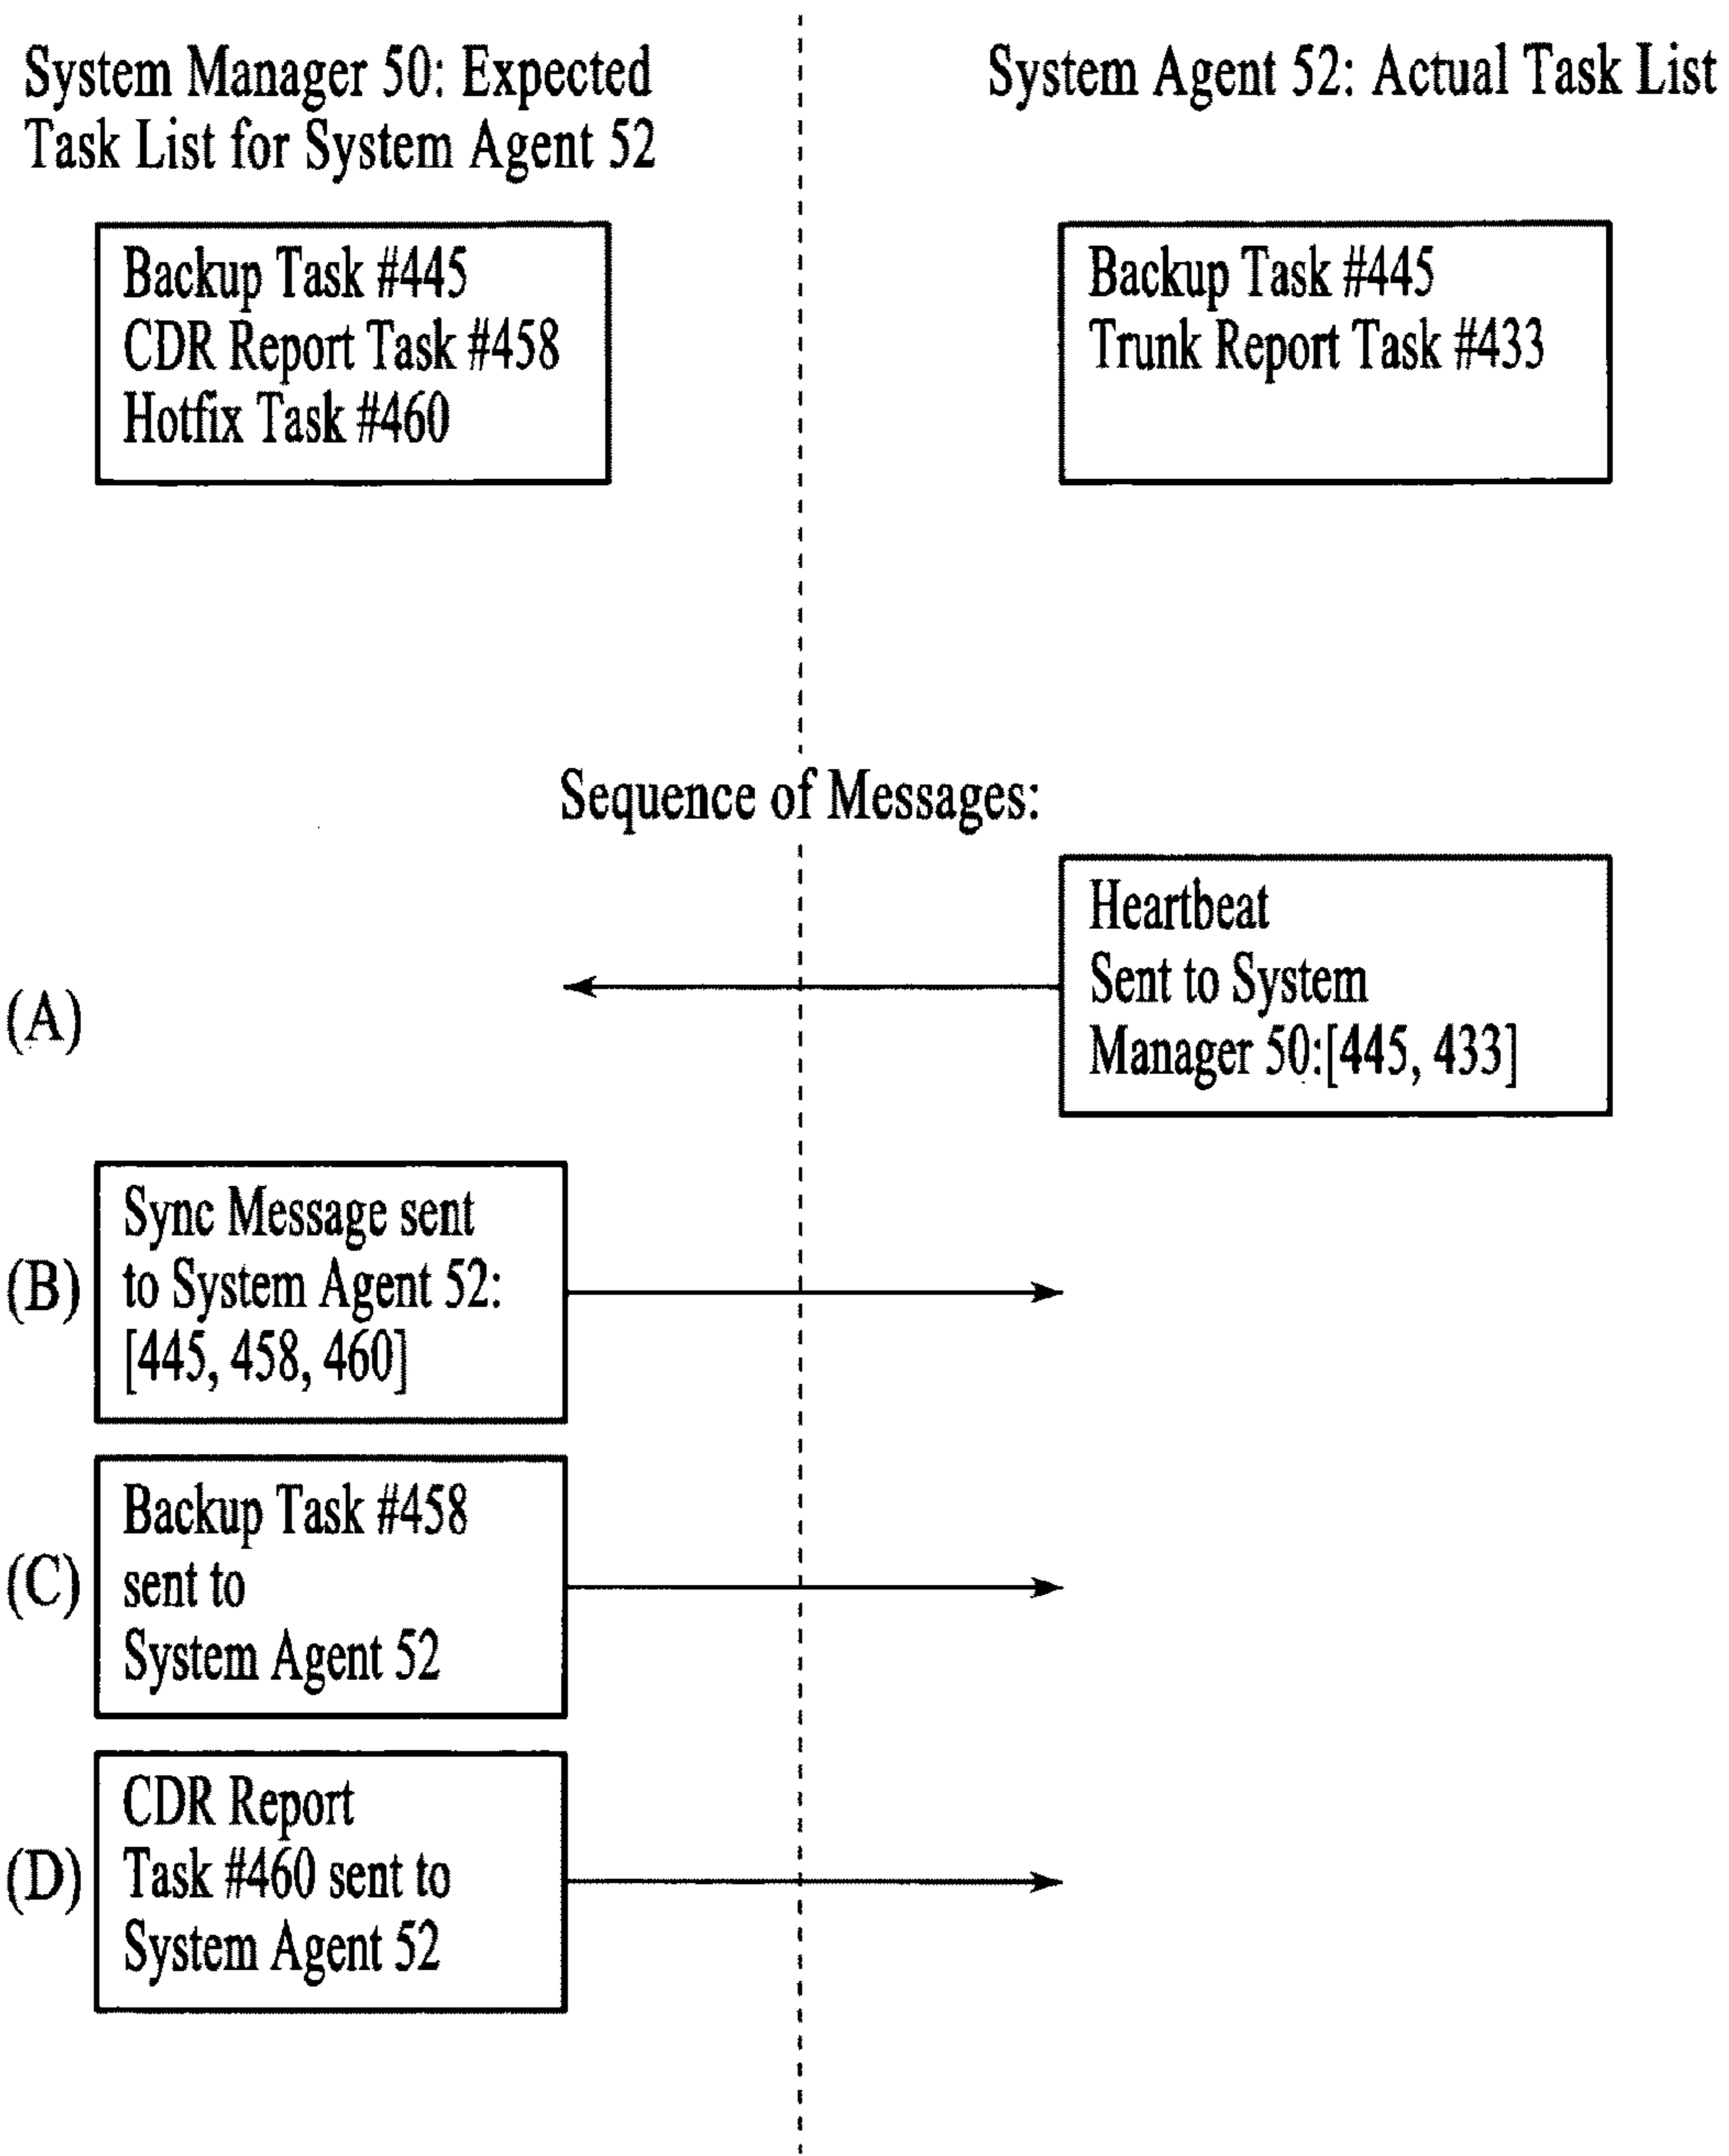 System Manager 50: Expected
Task List for System Agent 52
System Agent 52: Actual Task List
Backup Task #445
CDR Report Task #458
Hotfix Task #460
Backup Task #445
Trunk Report Task #433
Sequence of Messages:
(A)
Heartbeat
Sent to System
Manager 50:[445, 433]
(B)
Sync Message sent
to System Agent 52:
[445, 458, 460]
(C)
Backup Task #458
sent to
System Agent 52
(D)
CDR Report
Task #460 sent to
System Agent 52